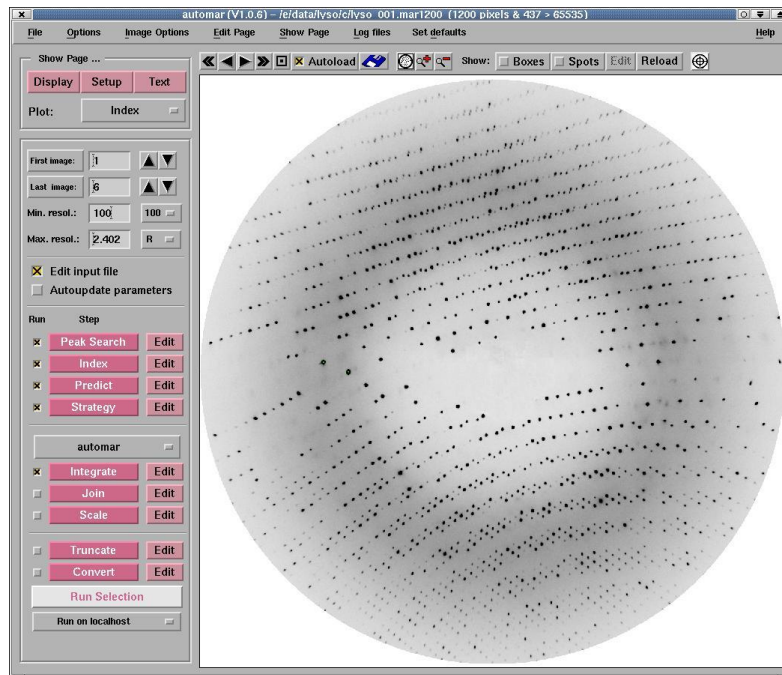 automar (V1.0.6) - /e/data/lyso/c/lyso_001.mar1200 (1200 pixels & 437 > 65535)
File Options Image Options Edit Page Show Page Log files Set defaults Help
Show Page ...
Display Setup Text
Plot: Index
Autoload Show: Boxes Spots Edit Reload
First image: 1
Last image: 6
Min. resol.: 100 100
Max. resol.: 2.402 R
Edit input file
Autoupdate parameters
Run Step
Peak Search Edit
Index Edit
Predict Edit
Strategy Edit
automar
Integrate Edit
Join Edit
Scale Edit
Truncate Edit
Convert Edit
Run Selection
Run on localhost